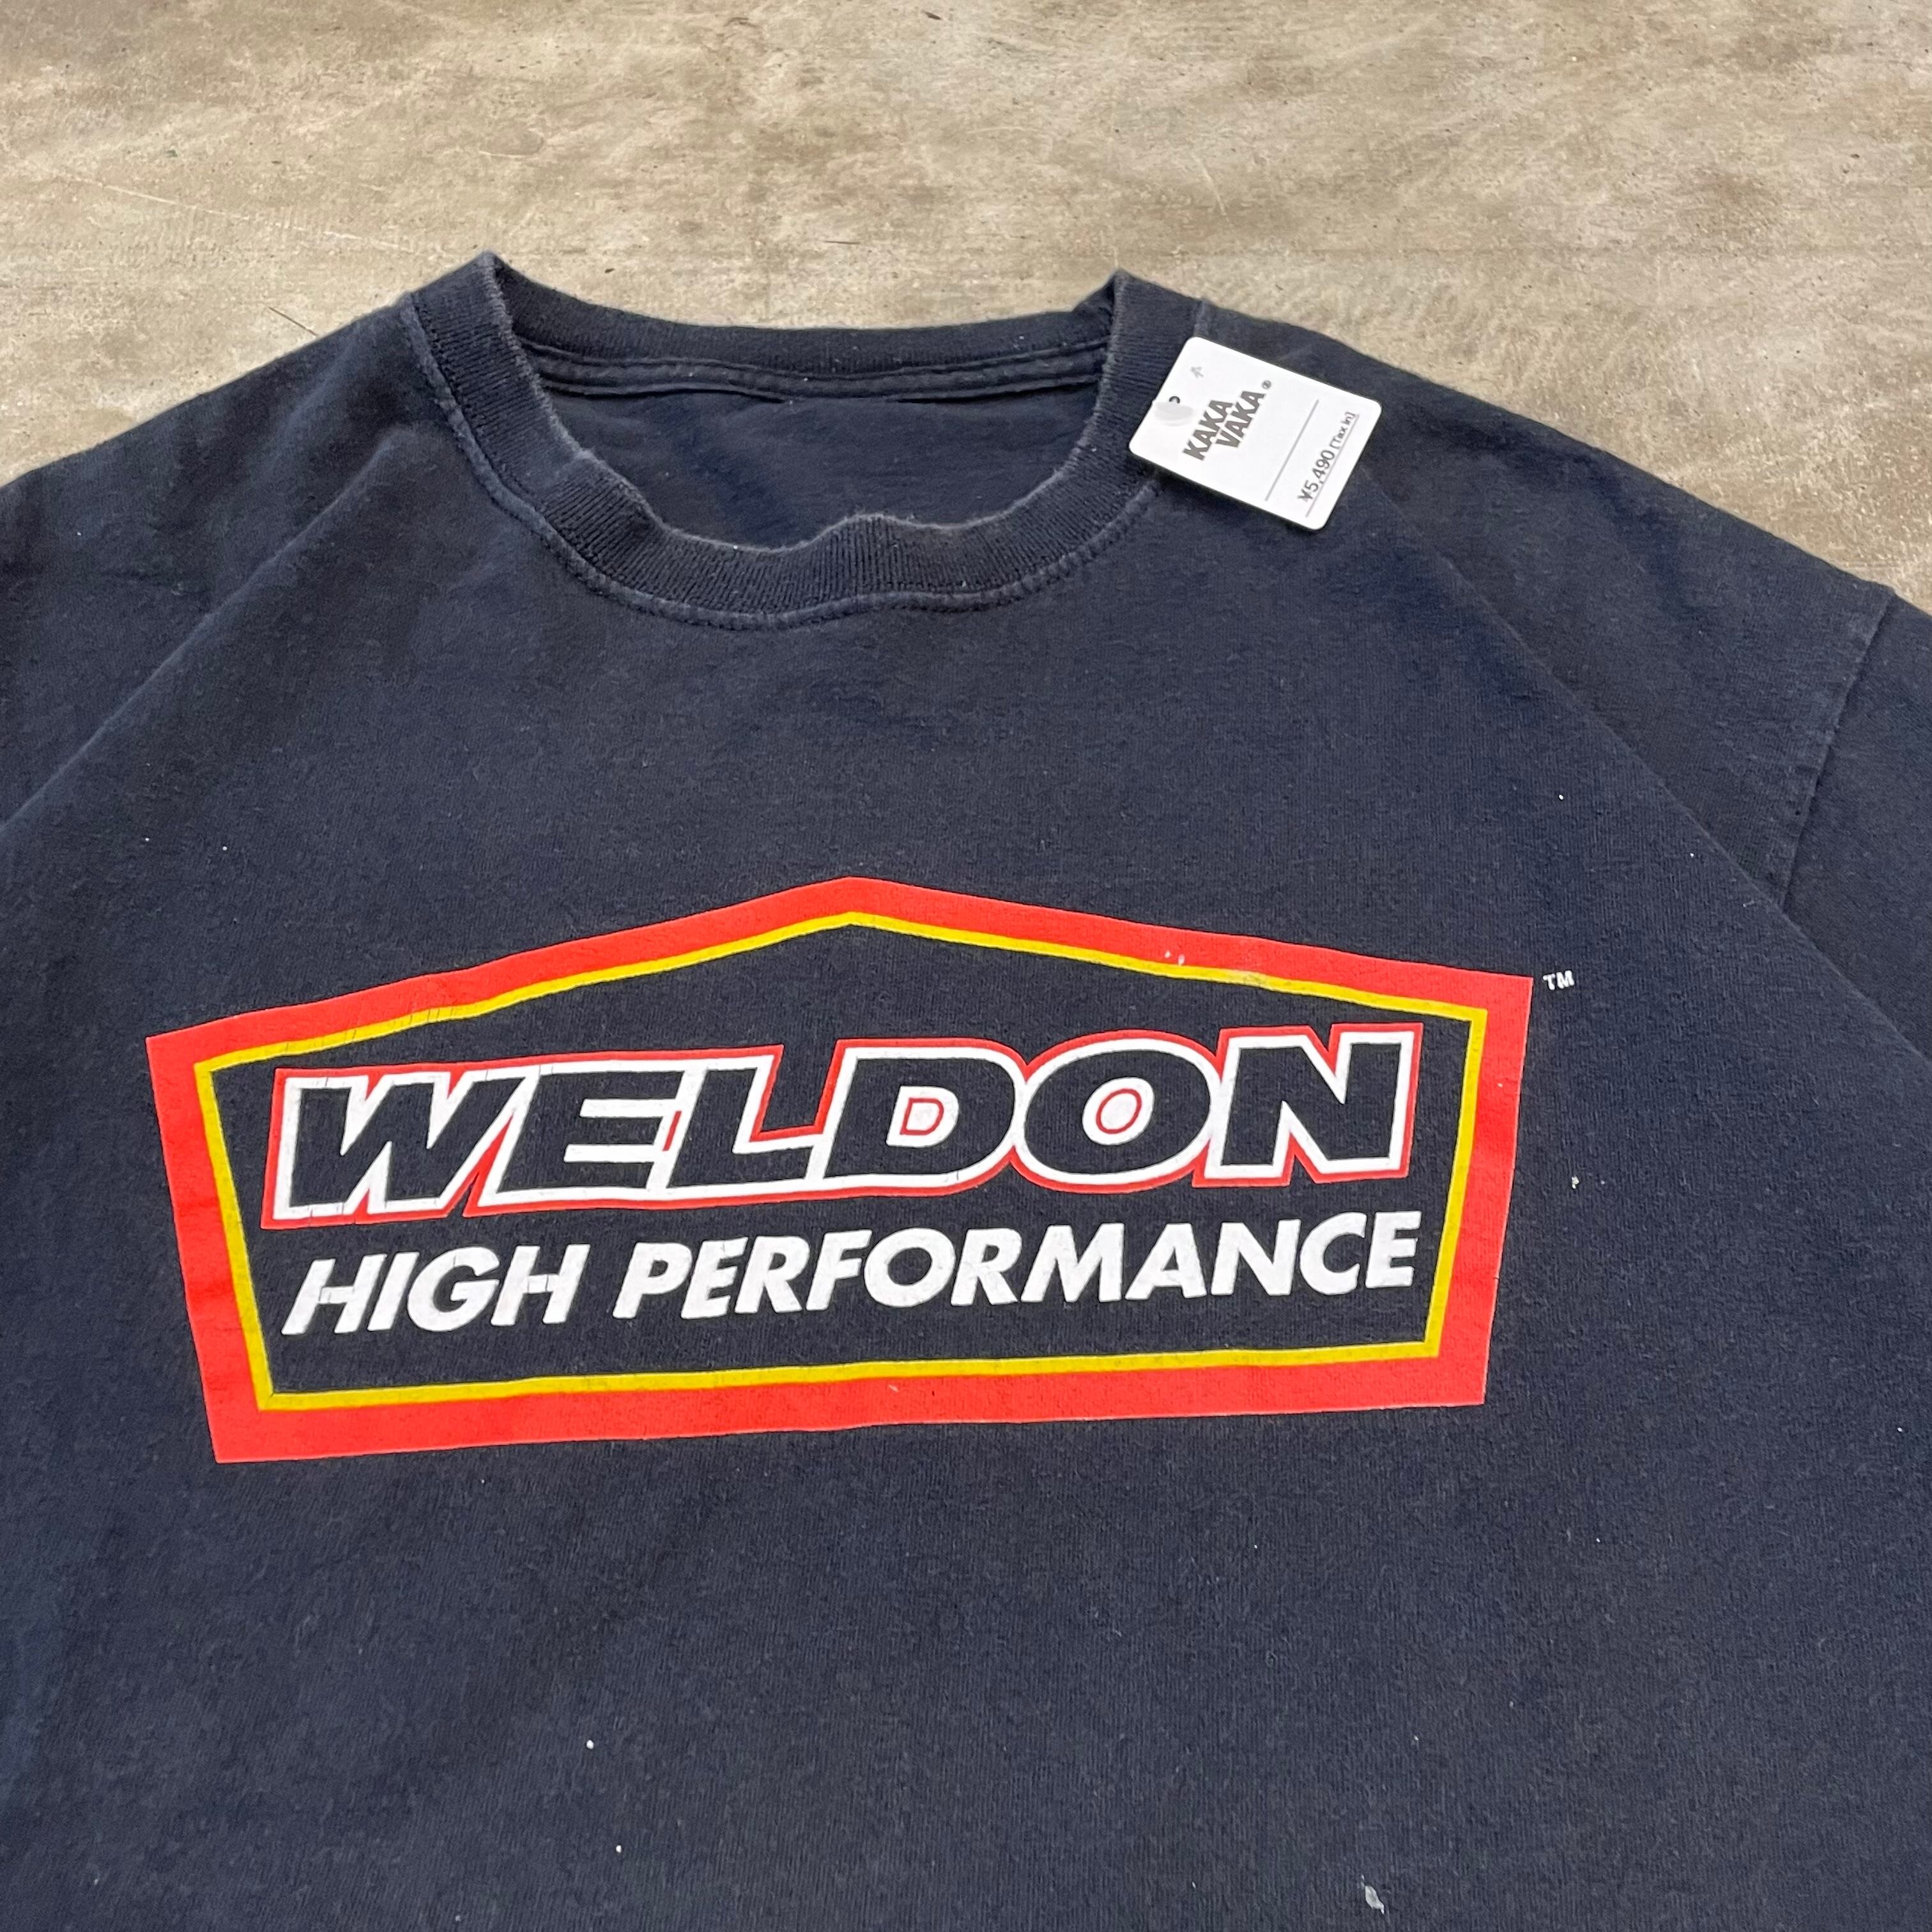 KAKA
VAKA®
¥5,490 [Tax in]
TM
WELDON
HIGH PERFORMANCE